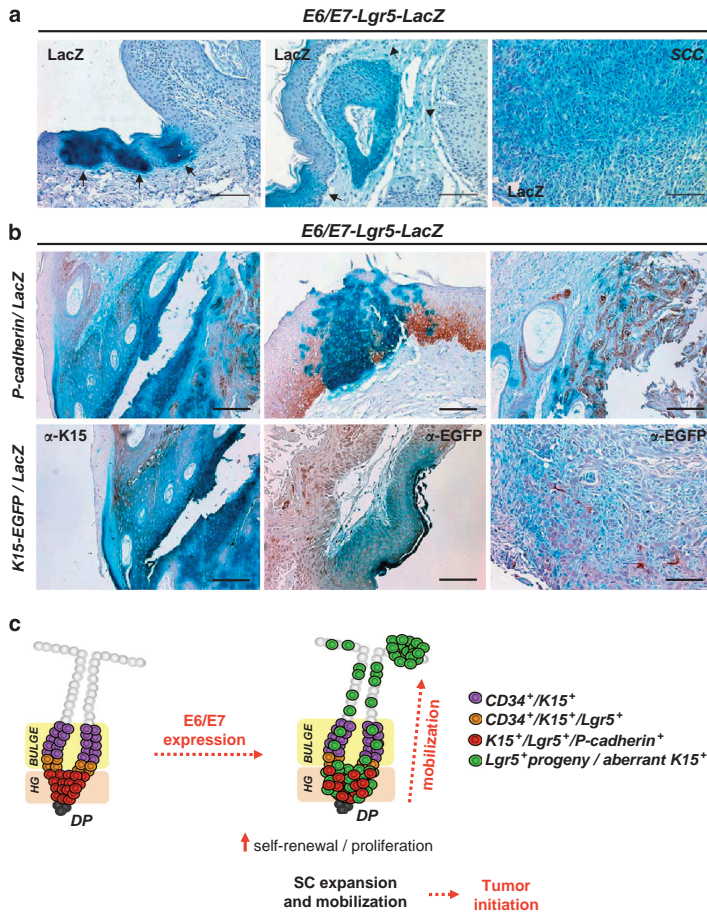 a
E6/E7-Lgr5-LacZ
LacZ
LacZ
SCC
LacZ
b
E6/E7-Lgr5-LacZ
P-cadherin/ LacZ
K15-EGFP / LacZ
α-K15
α-EGFP
α-EGFP
c
BULGE
HG
DP
E6/E7
expression
BULGE
HG
DP
mobilization
CD34⁺/K15⁺
CD34⁺/K15⁺/Lgr5⁺
K15⁺/Lgr5⁺/P-cadherin⁺
Lgr5⁺progeny / aberrant K15⁺
self-renewal / proliferation
SC expansion
and mobilization
Tumor
initiation